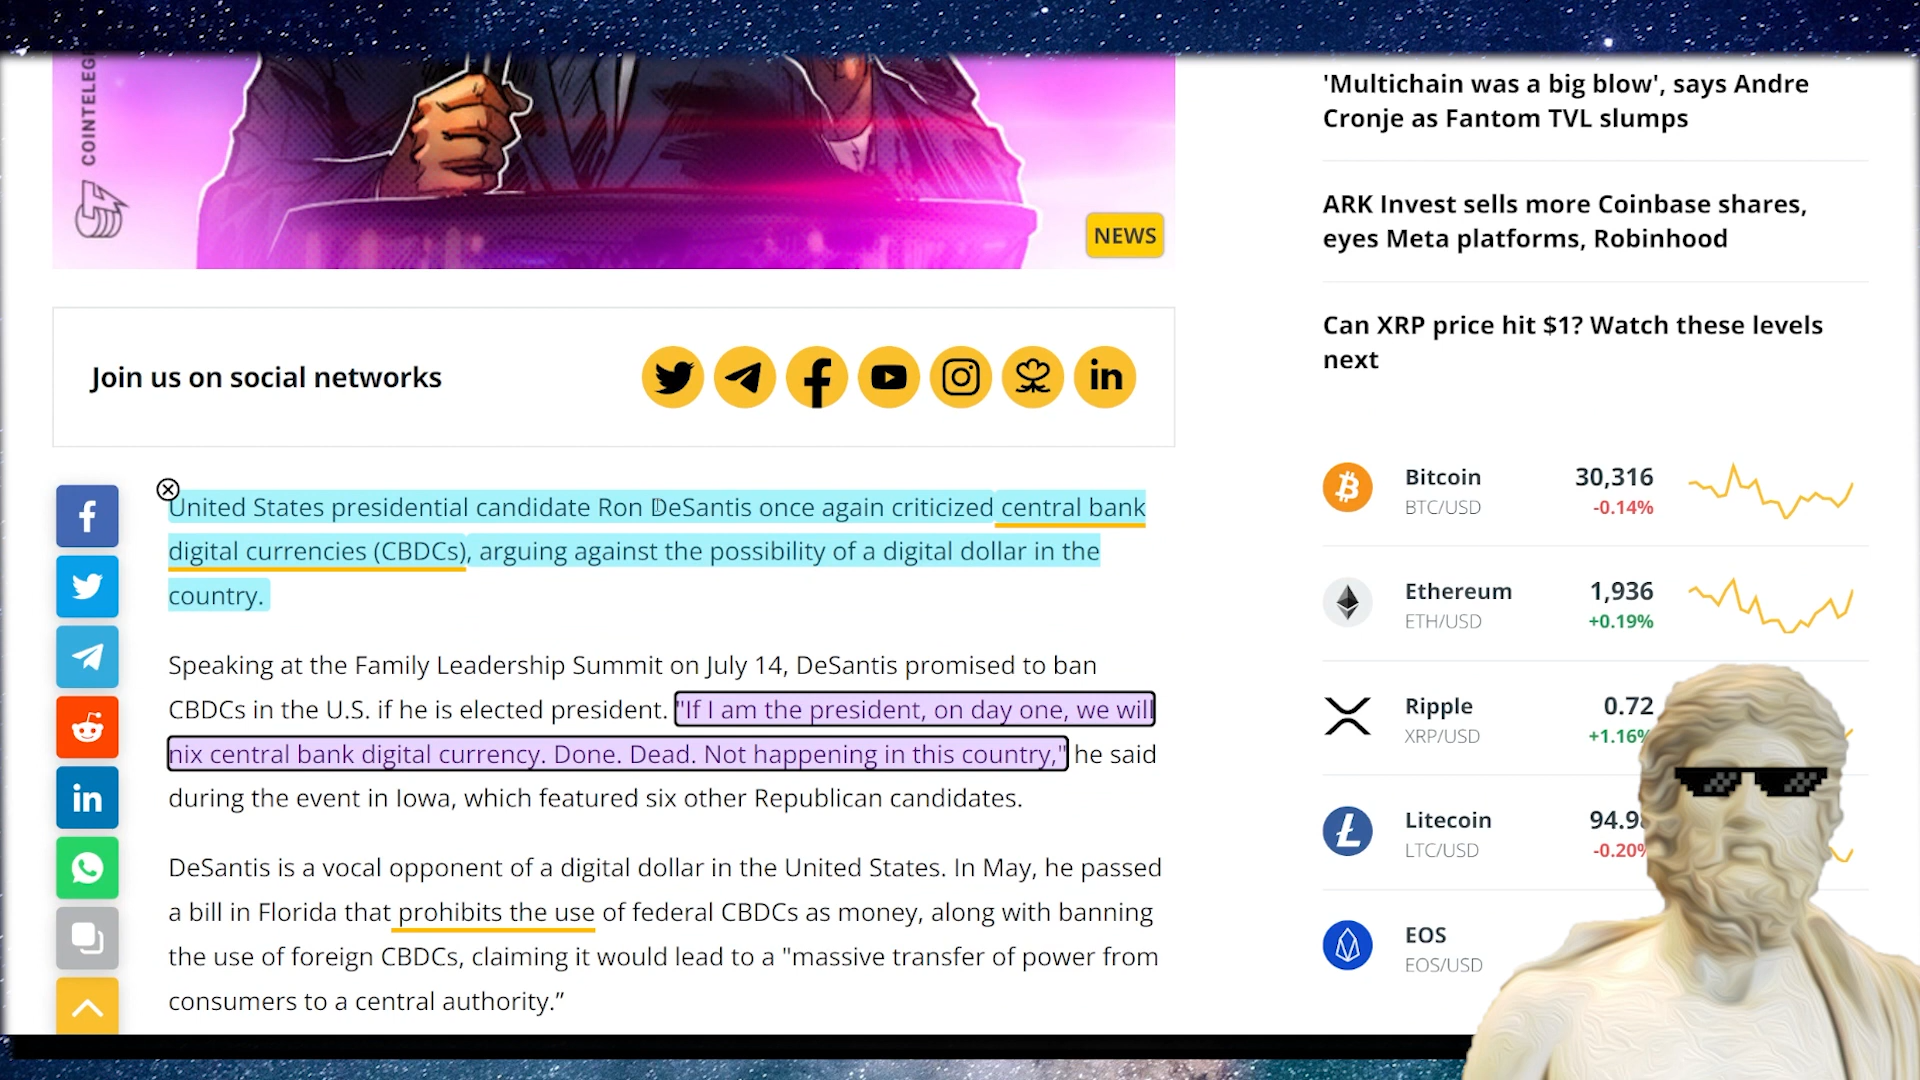 COINTELEG
NEWS
Join us on social networks
United States presidential candidate Ron DeSantis once again criticized central bank
digital currencies (CBDCs), arguing against the possibility of a digital dollar in the
country.
Speaking at the Family Leadership Summit on July 14, DeSantis promised to ban
CBDCs in the U.S. if he is elected president. "If I am the president, on day one, we will
nix central bank digital currency. Done. Dead. Not happening in this country," he said
during the event in Iowa, which featured six other Republican candidates.
DeSantis is a vocal opponent of a digital dollar in the United States. In May, he passed
a bill in Florida that prohibits the use of federal CBDCs as money, along with banning
the use of foreign CBDCs, claiming it would lead to a "massive transfer of power from
consumers to a central authority.”
'Multichain was a big blow', says Andre
Cronje as Fantom TVL slumps
ARK Invest sells more Coinbase shares,
eyes Meta platforms, Robinhood
Can XRP price hit $1? Watch these levels
next
Bitcoin 30,316
BTC/USD -0.14%
Ethereum 1,936
ETH/USD +0.19%
Ripple 0.72
XRP/USD +1.16%
Litecoin 94.9
LTC/USD -0.20%
EOS
EOS/USD